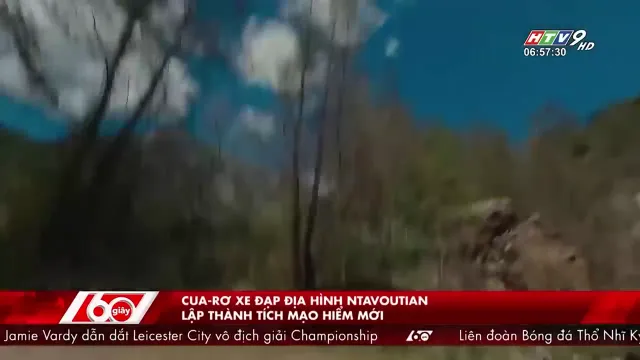 HTV9 HD
06:57:30
60 giây
CUA-RƠ XE ĐẠP ĐỊA HÌNH NTAVOUTIAN
LẬP THÀNH TÍCH MẠO HIỂM MỚI
Jamie Vardy dẫn dắt Leicester City vô địch giải Championship 60 Liên đoàn Bóng đá Thổ Nhĩ K